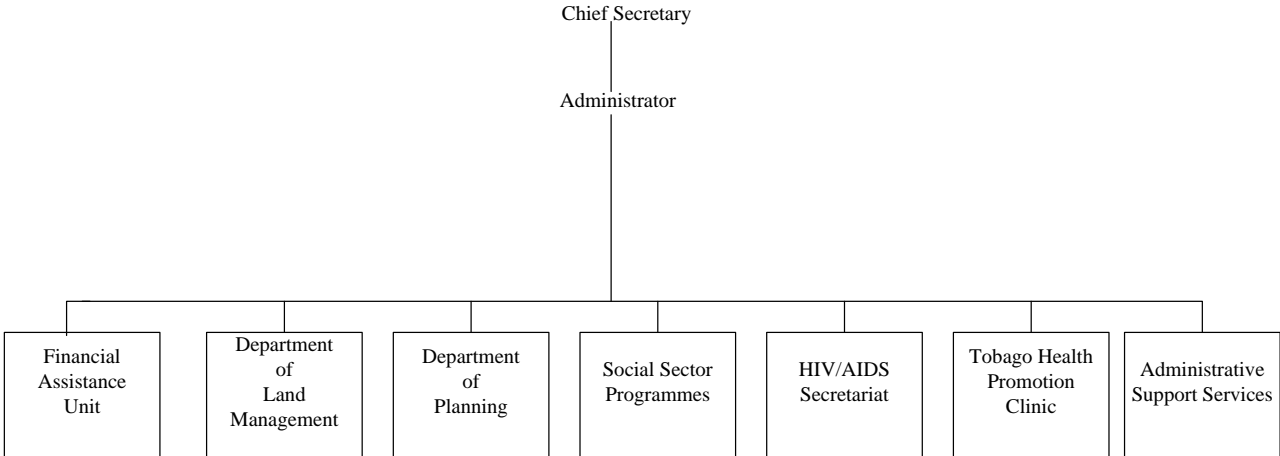 Chief Secretary
Administrator
Financial
Assistance
Unit
Department
of
Land
Management
Department
of
Planning
Social Sector
Programmes
HIV/AIDS
Secretariat
Tobago Health
Promotion
Clinic
Administrative
Support Services